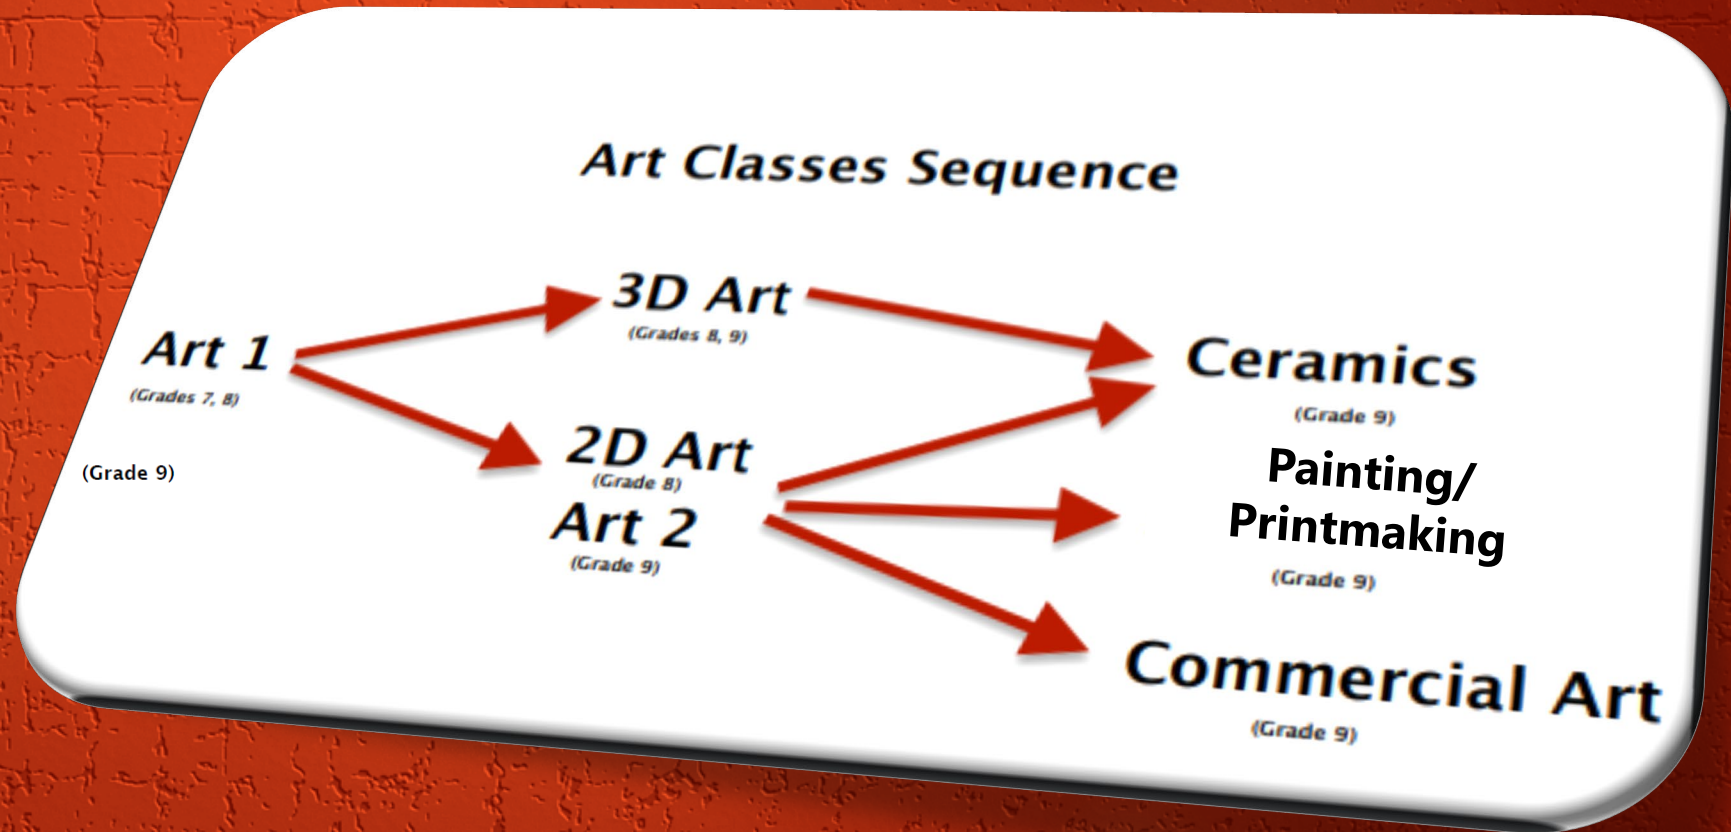 Art Classes Sequence
Art 1
(Grades 7, 8)
(Grade 9)
3D Art
(Grades 8, 9)
2D Art
(Grade 8)
Art 2
(Grade 9)
Ceramics
(Grade 9)
Painting/
Printmaking
(Grade 9)
Commercial Art
(Grade 9)